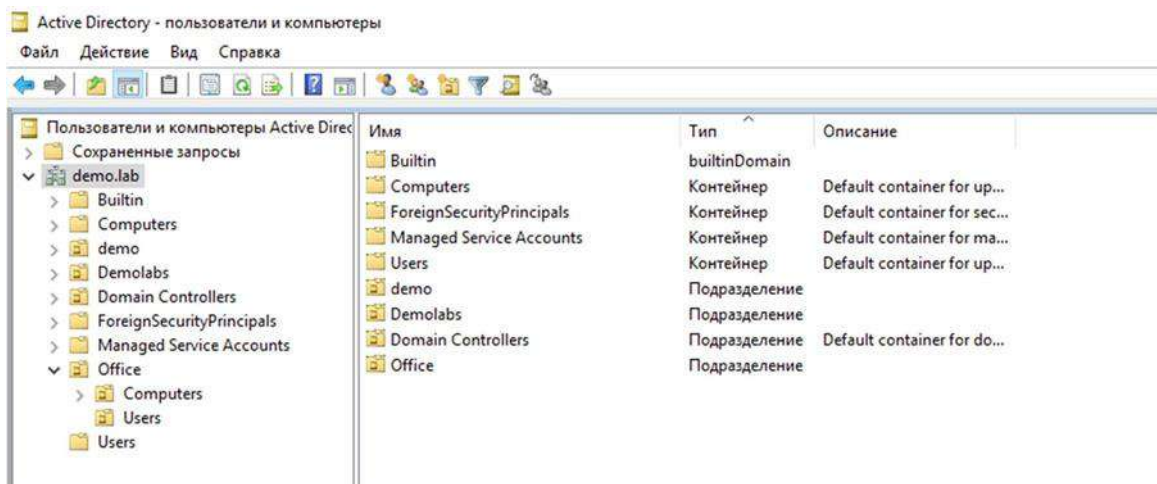 Active Directory - пользователи и компьютеры
Файл Действие Вид Справка
Пользователи и компьютеры Active Direc
Сохраненные запросы
demo.lab
Builtin
Computers
demo
Demolabs
Domain Controllers
ForeignSecurityPrincipals
Managed Service Accounts
Office
Computers
Users
Users
Имя Тип Описание
Builtin builtinDomain
Computers Контейнер Default container for up...
ForeignSecurityPrincipals Контейнер Default container for sec...
Managed Service Accounts Контейнер Default container for ma...
Users Контейнер Default container for up...
demo Подразделение
Demolabs Подразделение
Domain Controllers Подразделение Default container for do...
Office Подразделение